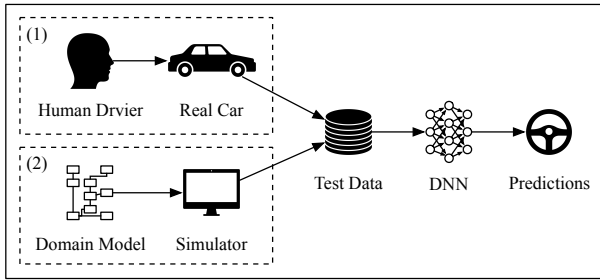 (1)
Human Drvier
Real Car
(2)
Domain Model
Simulator
Test Data
DNN
Predictions